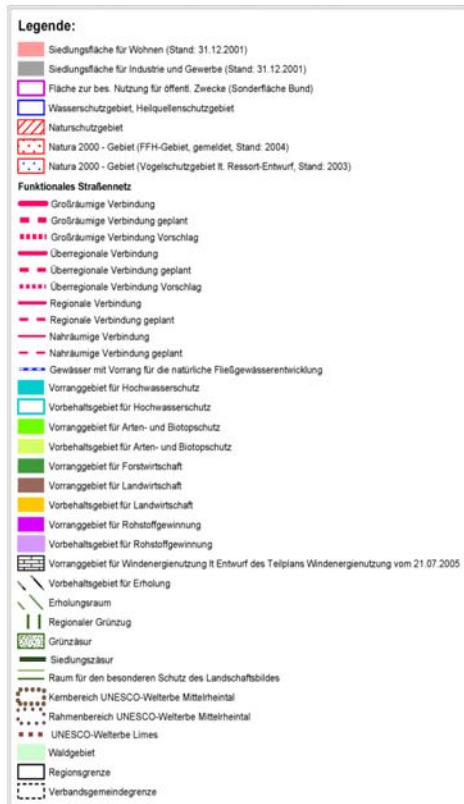 Legende:
Siedlungsfläche für Wohnen (Stand: 31.12.2001)
Siedlungsfläche für Industrie und Gewerbe (Stand: 31.12.2001)
Fläche zur bes. Nutzung für öffentl. Zwecke (Sonderfläche Bund)
Wasserschutzgebiet, Heilquellenschutzgebiet
Naturschutzgebiet
Natura 2000 - Gebiet (FFH-Gebiet, gemeldet, Stand: 2004)
Natura 2000 - Gebiet (Vogelschutzgebiet lt. Ressort-Entwurf, Stand: 2003)
Funktionales Straßennetz
Großräumige Verbindung
Großräumige Verbindung geplant
Großräumige Verbindung Vorschlag
Überregionale Verbindung
Überregionale Verbindung geplant
Überregionale Verbindung Vorschlag
Regionale Verbindung
Regionale Verbindung geplant
Nahräumige Verbindung
Nahräumige Verbindung geplant
Gewässer mit Vorrang für die natürliche Fließgewässerentwicklung
Vorranggebiet für Hochwasserschutz
Vorbehaltsgebiet für Hochwasserschutz
Vorranggebiet für Arten- und Biotopschutz
Vorbehaltsgebiet für Arten- und Biotopschutz
Vorranggebiet für Forstwirtschaft
Vorranggebiet für Landwirtschaft
Vorbehaltsgebiet für Landwirtschaft
Vorranggebiet für Rohstoffgewinnung
Vorbehaltsgebiet für Rohstoffgewinnung
Vorranggebiet für Windenergienutzung lt Entwurf des Teilplans Windenergienutzung vom 21.07.2005
Vorbehaltsgebiet für Erholung
Erholungsraum
Regionaler Grünzug
Grünzäsur
Siedlungszäsur
Raum für den besonderen Schutz des Landschaftsbildes
Kernbereich UNESCO-Welterbe Mittelrheintal
Rahmenbereich UNESCO-Welterbe Mittelrheintal
UNESCO-Welterbe Limes
Waldgebiet
Regionsgrenze
Verbandsgemeindegrenze